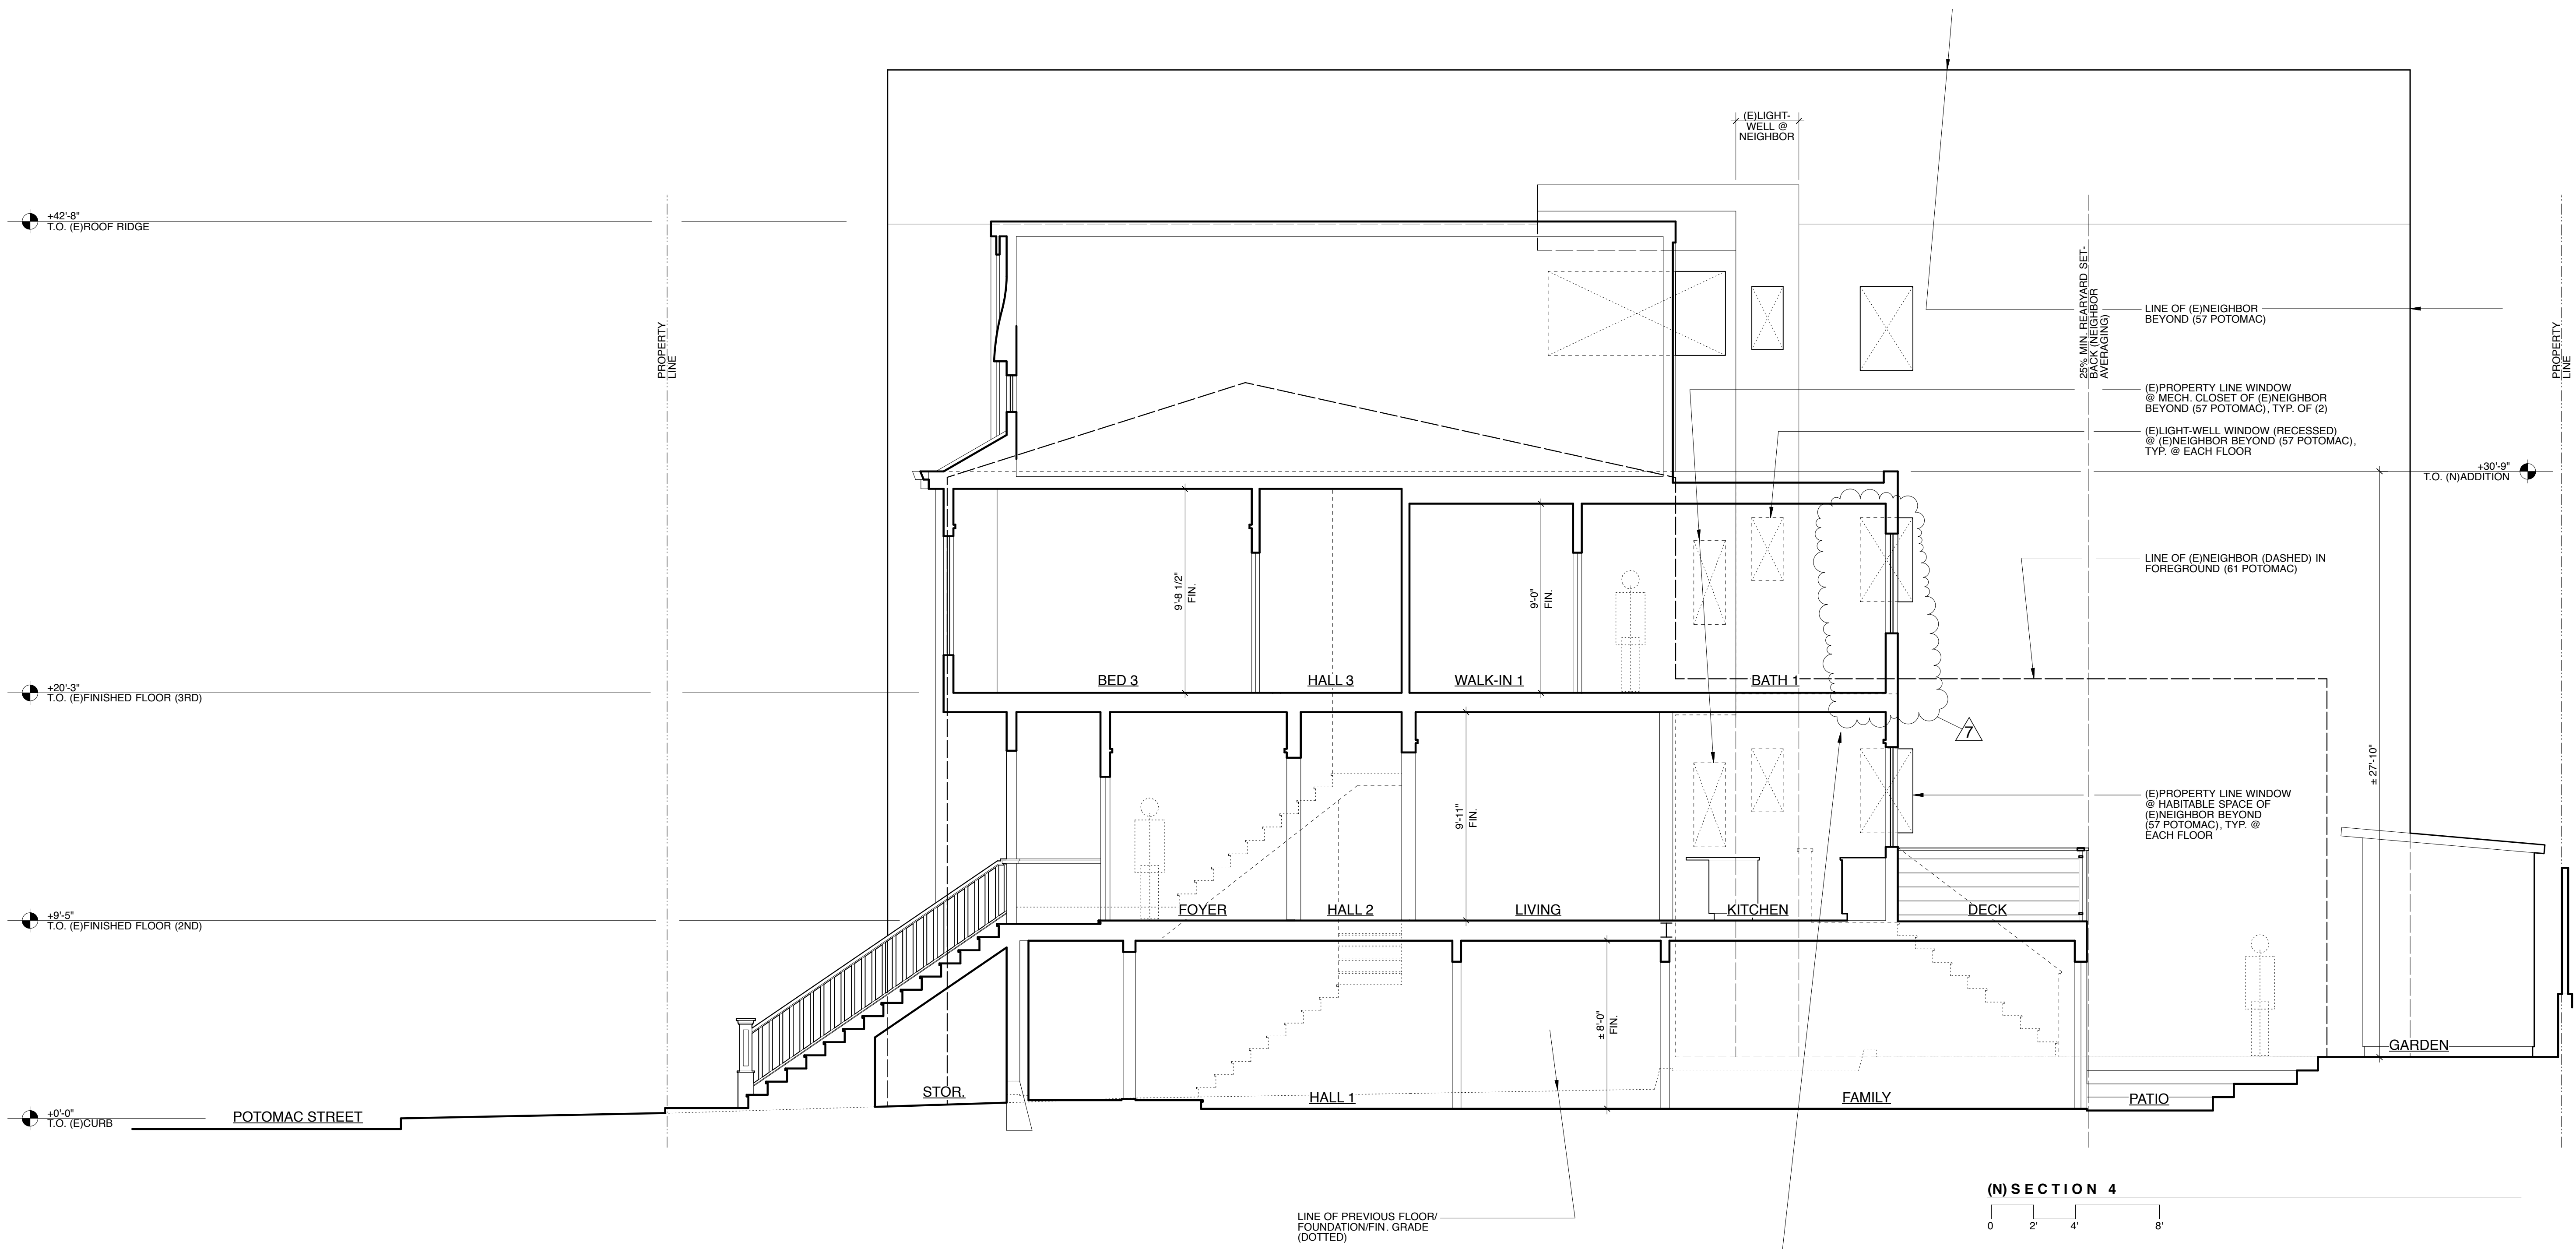 (E)LIGHT-
WELL @
NEIGHBOR
+42'-8"
T.O. (E)ROOF RIDGE
PROPERTY
LINE
25% MIN. REARYARD SET-
BACK (NEIGHBOR
AVERAGING)
PROPERTY
LINE
LINE OF (E)NEIGHBOR
BEYOND (57 POTOMAC)
(E)PROPERTY LINE WINDOW
@ MECH. CLOSET OF (E)NEIGHBOR
BEYOND (57 POTOMAC), TYP. OF (2)
(E)LIGHT-WELL WINDOW (RECESSED)
@ (E)NEIGHBOR BEYOND (57 POTOMAC),
TYP. @ EACH FLOOR
+30'-9"
T.O. (N)ADDITION
LINE OF (E)NEIGHBOR (DASHED) IN
FOREGROUND (61 POTOMAC)
9'-8 1/2"
FIN.
9'-0"
FIN.
+20'-3"
T.O. (E)FINISHED FLOOR (3RD)
BED 3
HALL 3
WALK-IN 1
BATH 1
7
± 27'-10"
(E)PROPERTY LINE WINDOW
@ HABITABLE SPACE OF
(E)NEIGHBOR BEYOND
(57 POTOMAC), TYP. @
EACH FLOOR
9'-11"
FIN.
+9'-5"
T.O. (E)FINISHED FLOOR (2ND)
FOYER
HALL 2
LIVING
KITCHEN
DECK
± 8'-0"
FIN.
GARDEN
+0'-0"
T.O. (E)CURB
POTOMAC STREET
STOR.
HALL 1
FAMILY
PATIO
LINE OF PREVIOUS FLOOR/
FOUNDATION/FIN. GRADE
(DOTTED)
(N) SECTION 4
0 2' 4' 8'